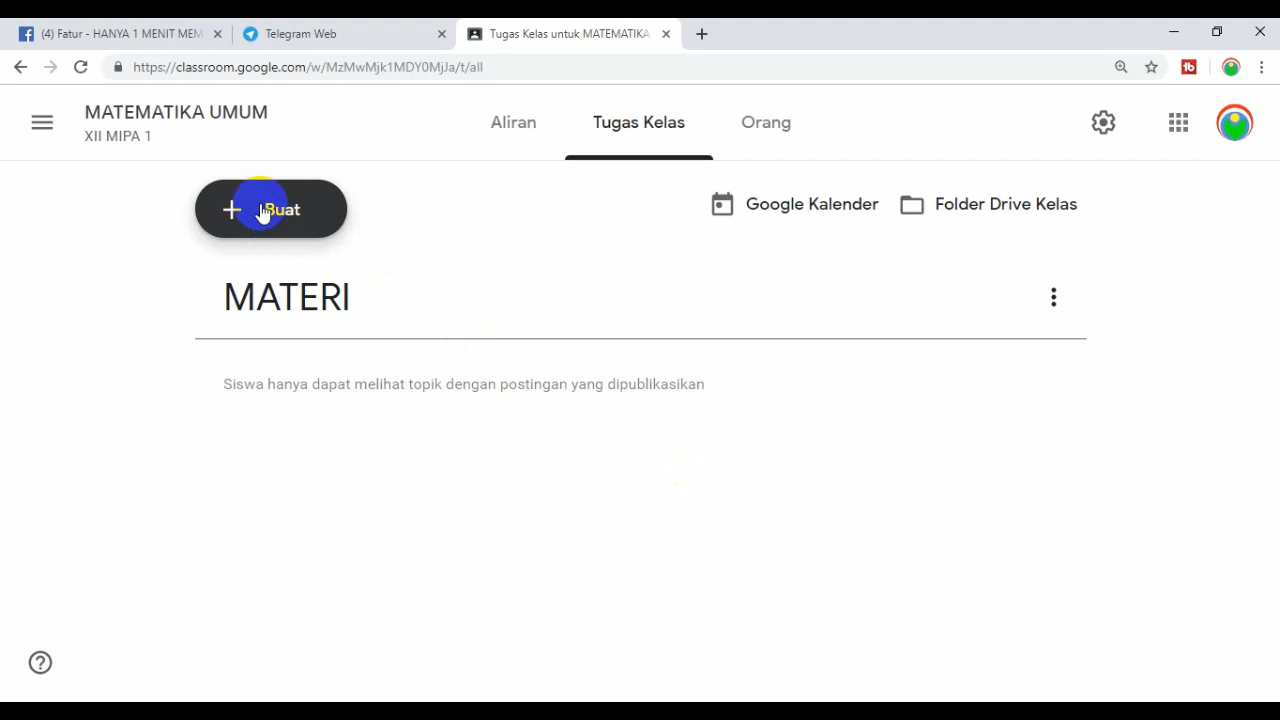 (4) Fatur - HANYA 1 MENIT MEM
Telegram Web
Tugas Kelas untuk MATEMATIKA
https://classroom.google.com/w/MzMwMjk1MDY0MjJa/t/all
MATEMATIKA UMUM
XII MIPA 1
Aliran
Tugas Kelas
Orang
Buat
Google Kalender
Folder Drive Kelas
MATERI
Siswa hanya dapat melihat topik dengan postingan yang dipublikasikan